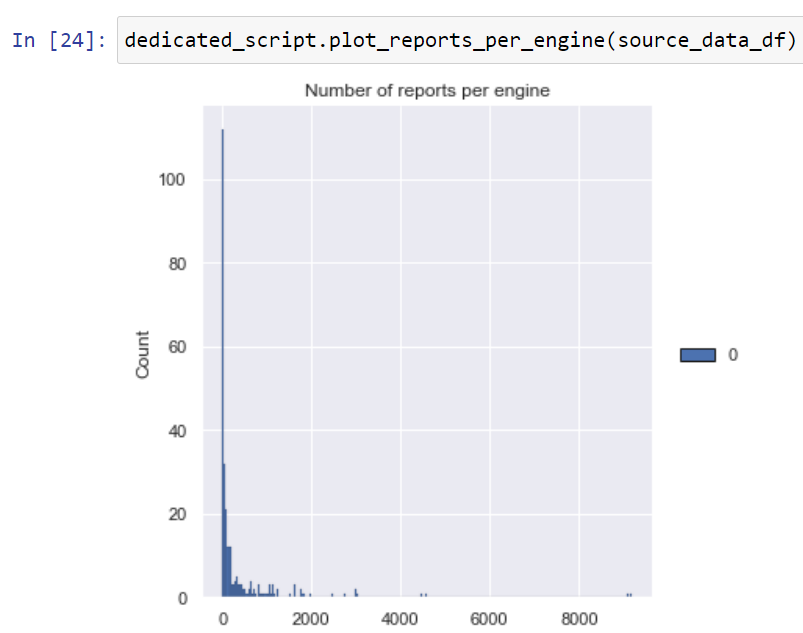 In [24]: dedicated_script.plot_reports_per_engine(source_data_df)
Number of reports per engine
100
80
60
40
20
0
Count
0
0 2000 4000 6000 8000